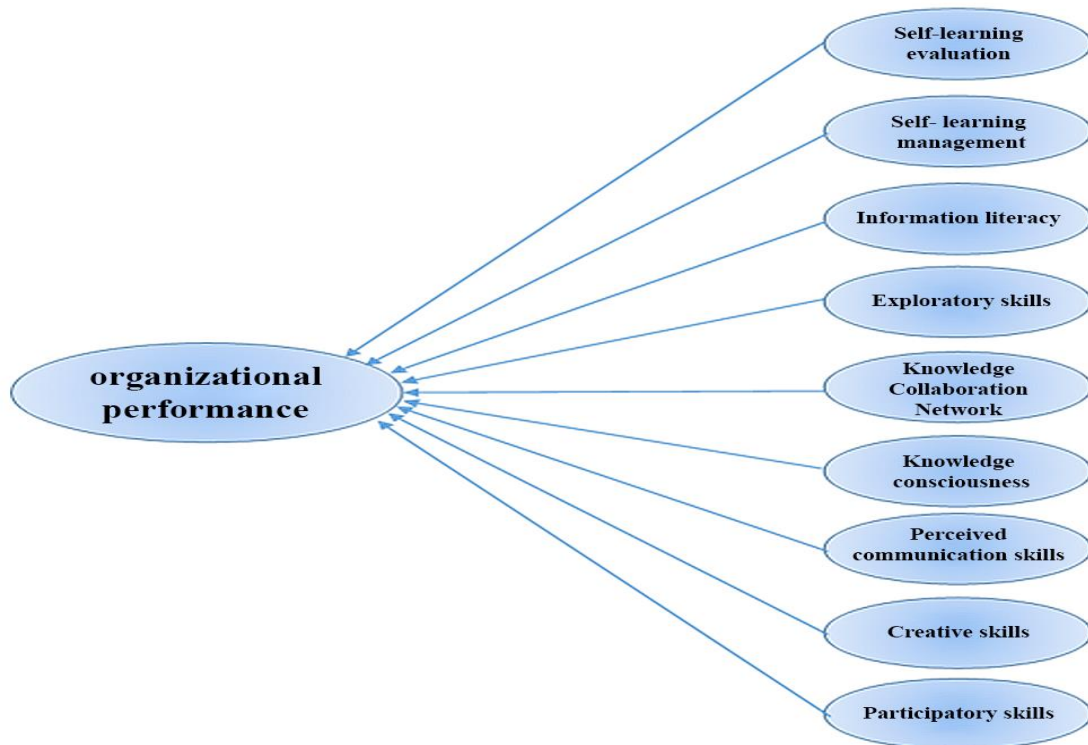 Self-learning
evaluation
Self- learning
management
Information literacy
Exploratory skills
organizational
performance
Knowledge
Collaboration
Network
Knowledge
consciousness
Perceived
communication skills
Creative skills
Participatory skills